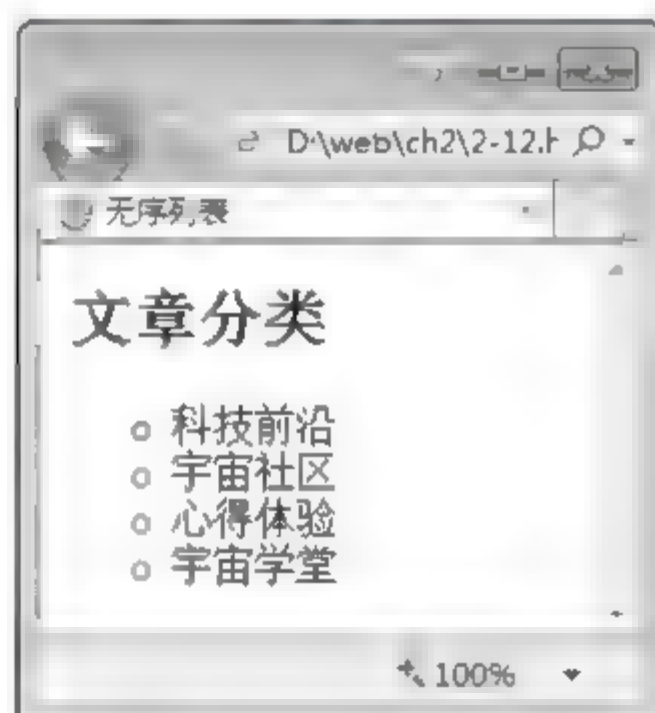 D:\web\ch2\2-12.h
无序列表
文章分类
科技前沿
宇宙社区
心得体验
宇宙学堂
100%